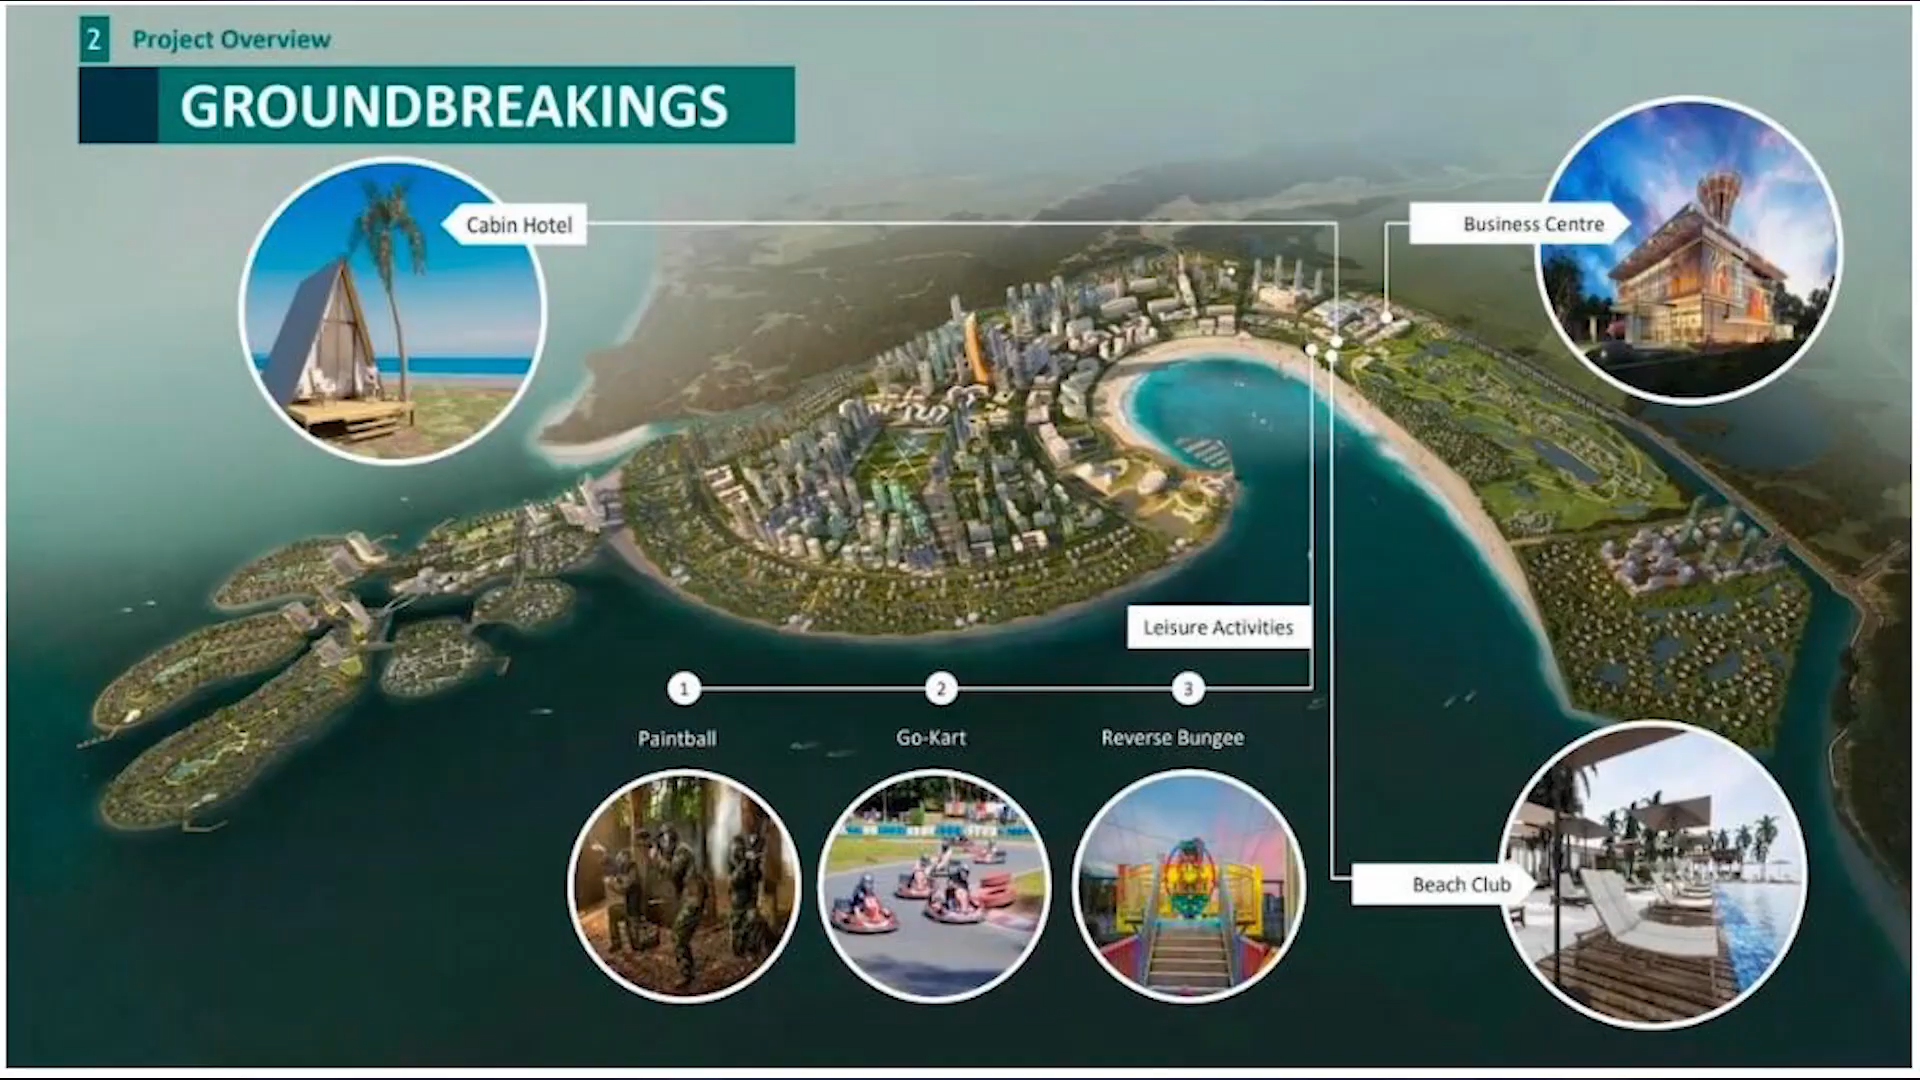 2 Project Overview
GROUNDBREAKINGS
Cabin Hotel
Business Centre
Leisure Activities
1 2 3
Paintball Go-Kart Reverse Bungee
Beach Club